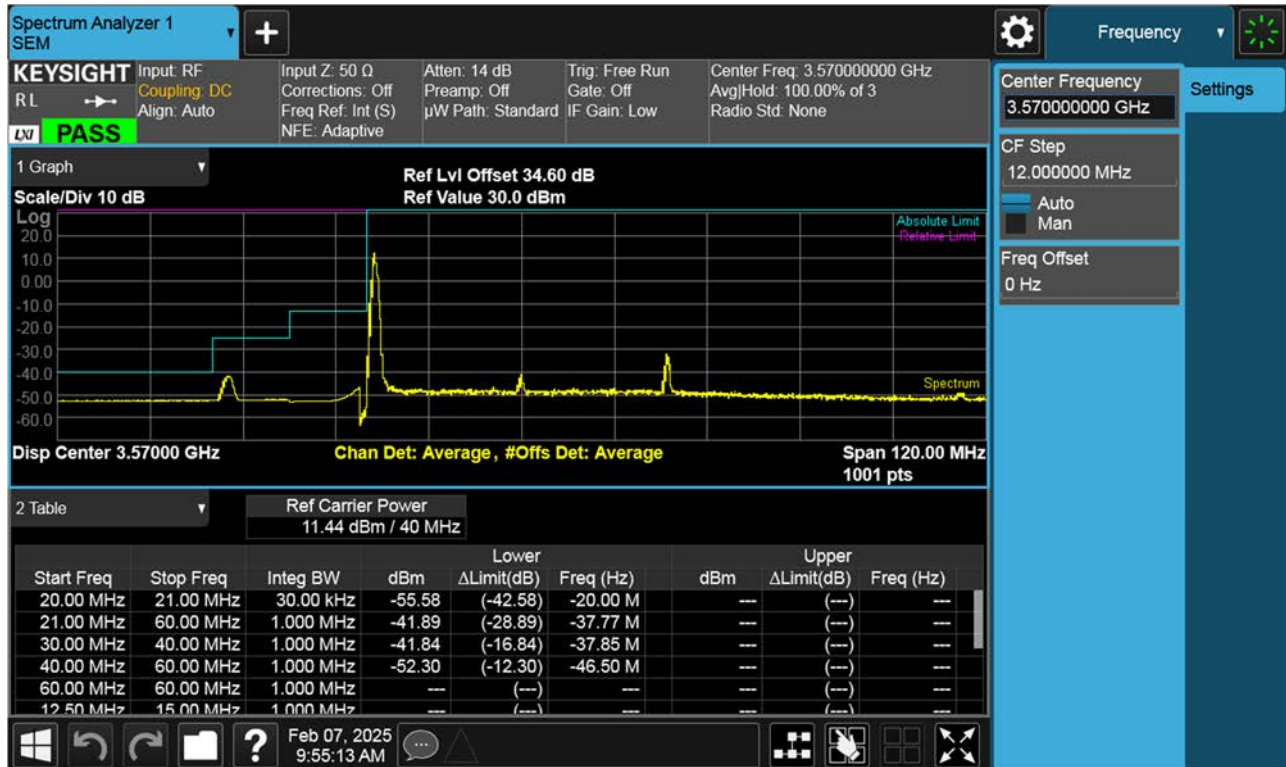 Spectrum Analyzer 1
SEM
Frequency
KEYSIGHT
RL
LXI PASS
Input: RF
Coupling: DC
Align: Auto
Input Z: 50 Ω
Corrections: Off
Freq Ref: Int (S)
NFE: Adaptive
Atten: 14 dB
Preamp: Off
µW Path: Standard
Trig: Free Run
Gate: Off
IF Gain: Low
Center Freq: 3.570000000 GHz
Avg|Hold: 100.00% of 3
Radio Std: None
Center Frequency
3.570000000 GHz
Settings
CF Step
12.000000 MHz
Auto
Man
Freq Offset
0 Hz
1 Graph
Scale/Div 10 dB
Ref Lvl Offset 34.60 dB
Ref Value 30.0 dBm
Log
Absolute Limit
Relative Limit
20.0
10.0
0.00
-10.0
-20.0
-30.0
-40.0
-50.0
-60.0
Spectrum
Disp Center 3.57000 GHz
Chan Det: Average, #Offs Det: Average
Span 120.00 MHz
1001 pts
2 Table
Ref Carrier Power
11.44 dBm / 40 MHz
Lower Upper
Start Freq Stop Freq Integ BW dBm ΔLimit(dB) Freq (Hz) dBm ΔLimit(dB) Freq (Hz)
20.00 MHz 21.00 MHz 30.00 kHz -55.58 (-42.58) -20.00 M --- (---) ---
21.00 MHz 60.00 MHz 1.000 MHz -41.89 (-28.89) -37.77 M --- (---) ---
30.00 MHz 40.00 MHz 1.000 MHz -41.84 (-16.84) -37.85 M --- (---) ---
40.00 MHz 60.00 MHz 1.000 MHz -52.30 (-12.30) -46.50 M --- (---) ---
60.00 MHz 60.00 MHz 1.000 MHz --- (---) --- --- (---) ---
12.50 MHz 15.00 MHz 1.000 MHz --- (---) --- --- (---) ---
Feb 07, 2025
9:55:13 AM